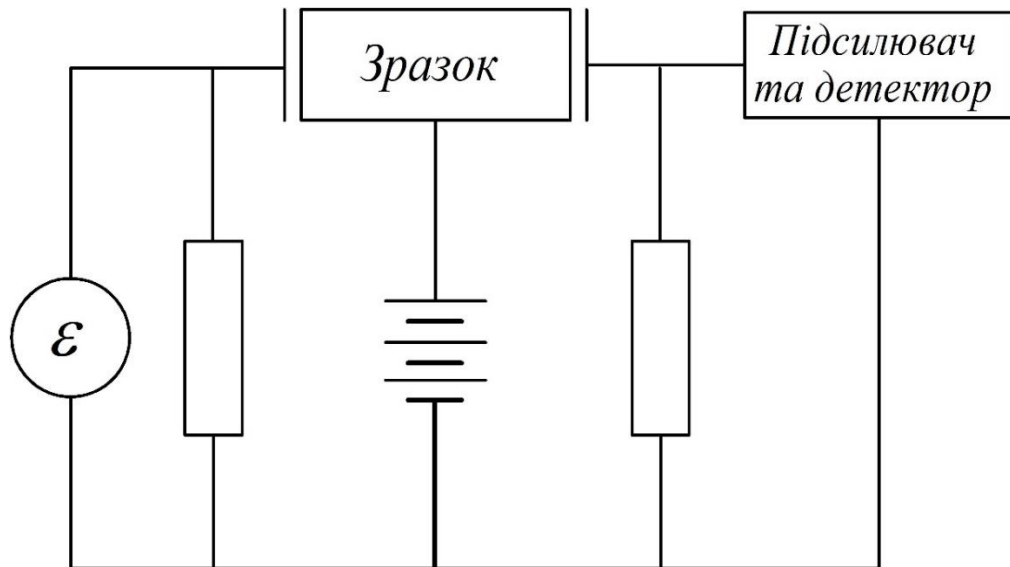 Зразок
Підсилювач
та детектор
ε